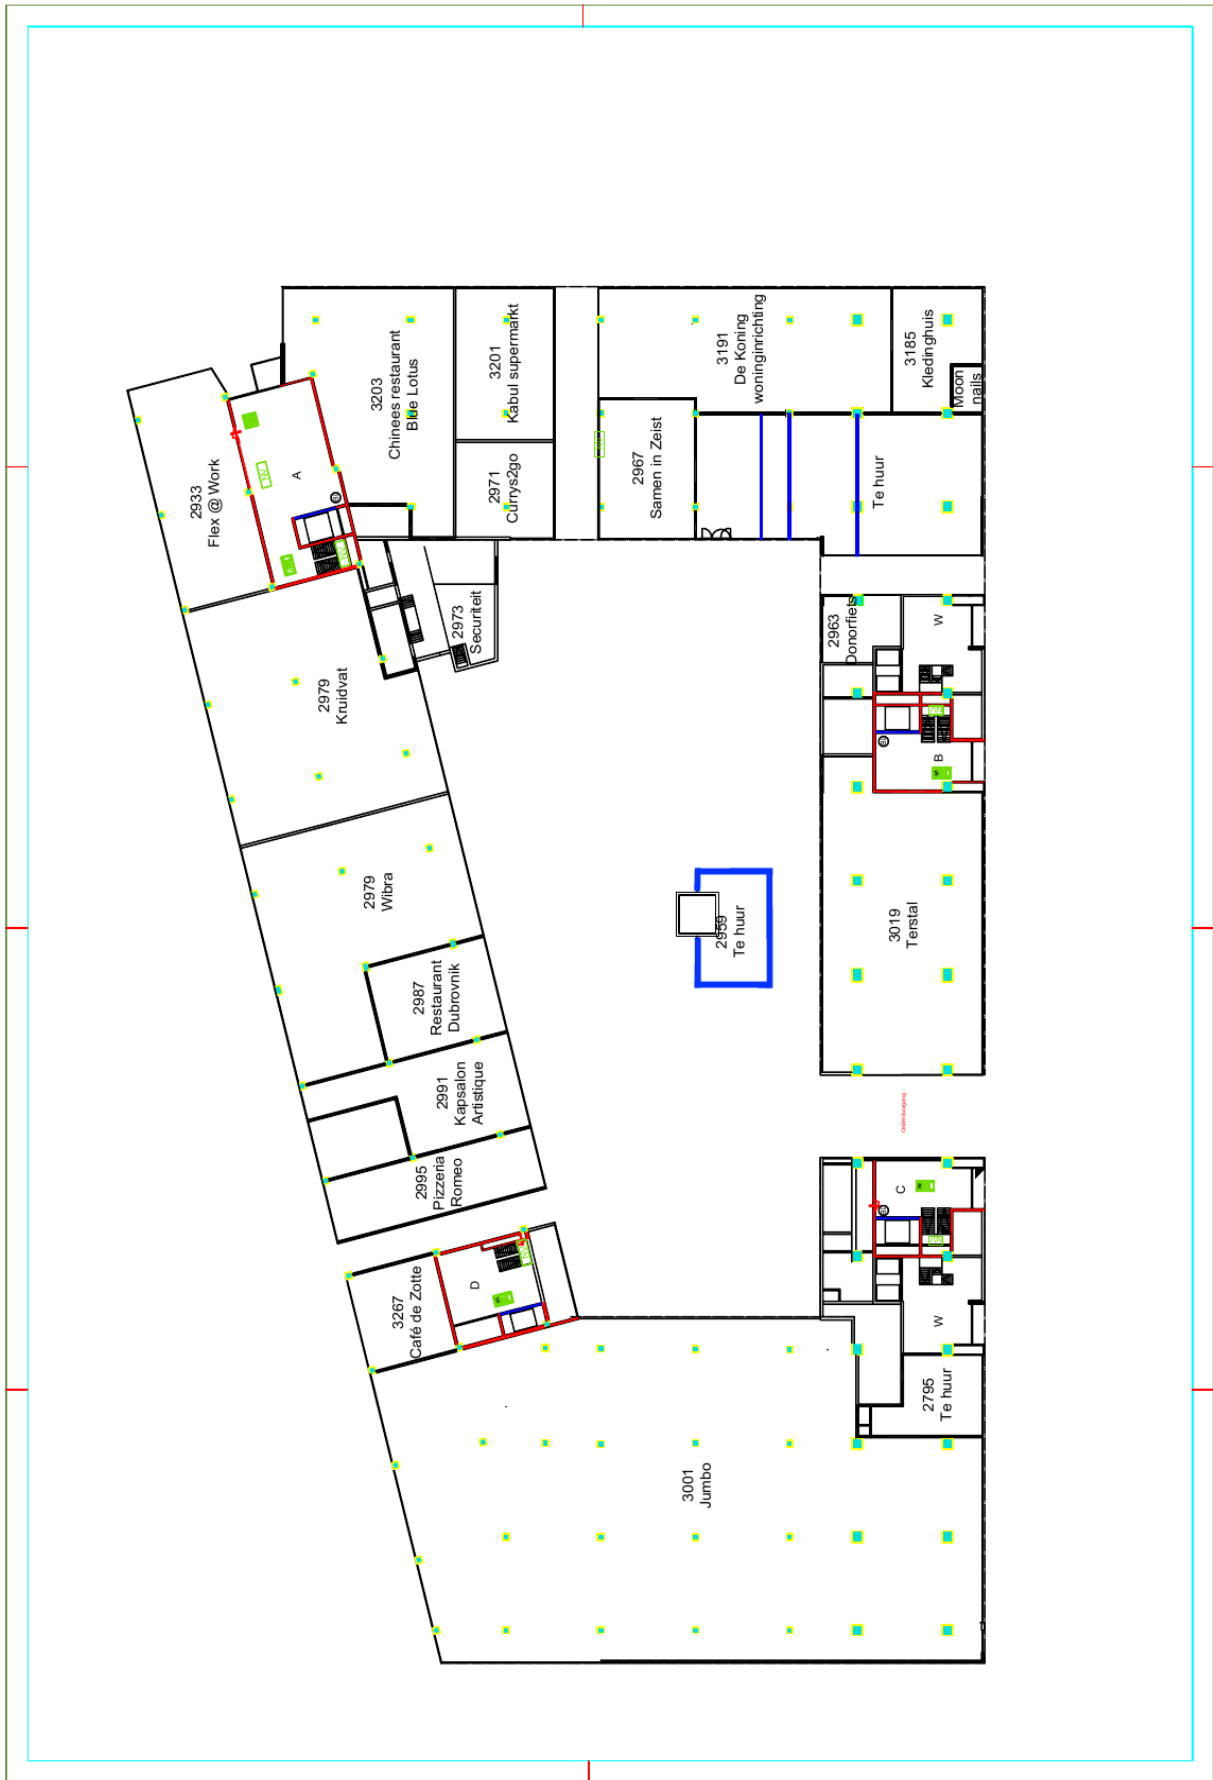 2933
Flex @ Work
A
3203
Chinees restaurant
Blue Lotus
3201
Kabul supermarkt
2971
Currys2go
2967
Samen in Zeist
3191
De Koning
woninginrichting
3185
Kledinghuis
Moon
nails
Te huur
2973
Securiteit
2979
Kruidvat
2963
Donorfiets
W
B
2979
Wibra
2959
Te huur
3019
Terstal
2987
Restaurant
Dubrovnik
2991
Kapsalon
Artistique
2995
Pizzeria
Romeo
Onderdoorgang
C
D
3267
Café de Zotte
W
2795
Te huur
3001
Jumbo